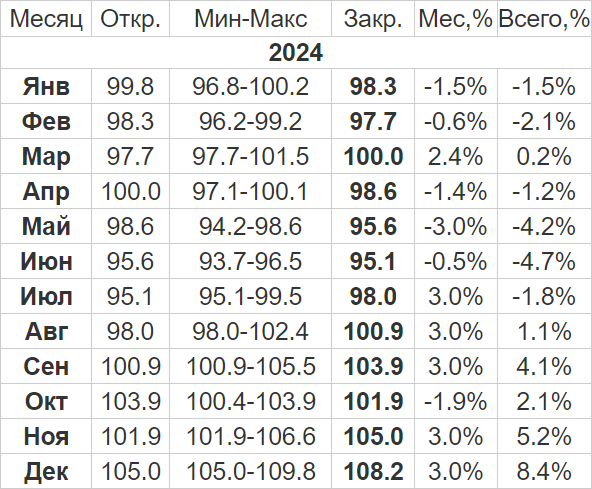 Месяц Откр. Мин-Макс Закр. Мес,% Всего,%
2024
Янв 99.8 96.8-100.2 98.3 -1.5% -1.5%
Фев 98.3 96.2-99.2 97.7 -0.6% -2.1%
Мар 97.7 97.7-101.5 100.0 2.4% 0.2%
Апр 100.0 97.1-100.1 98.6 -1.4% -1.2%
Май 98.6 94.2-98.6 95.6 -3.0% -4.2%
Июн 95.6 93.7-96.5 95.1 -0.5% -4.7%
Июл 95.1 95.1-99.5 98.0 3.0% -1.8%
Авг 98.0 98.0-102.4 100.9 3.0% 1.1%
Сен 100.9 100.9-105.5 103.9 3.0% 4.1%
Окт 103.9 100.4-103.9 101.9 -1.9% 2.1%
Ноя 101.9 101.9-106.6 105.0 3.0% 5.2%
Дек 105.0 105.0-109.8 108.2 3.0% 8.4%